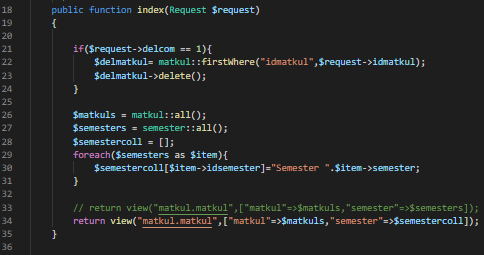 18 public function index(Request $request)
19 {
20
21 if($request->delcom == 1){
22 $delmatkul= matkul::firstWhere("idmatkul",$request->idmatkul);
23 $delmatkul->delete();
24 }
25
26 $matkuls = matkul::all();
27 $semesters = semester::all();
28 $semestercoll = [];
29 foreach($semesters as $item){
30 $semestercoll[$item->idsemester]="Semester ".$item->semester;
31 }
32
33 // return view("matkul.matkul",["matkul"=>$matkuls,"semester"=>$semesters]);
34 return view("matkul.matkul",["matkul"=>$matkuls,"semester"=>$semestercoll]);
35 }
36